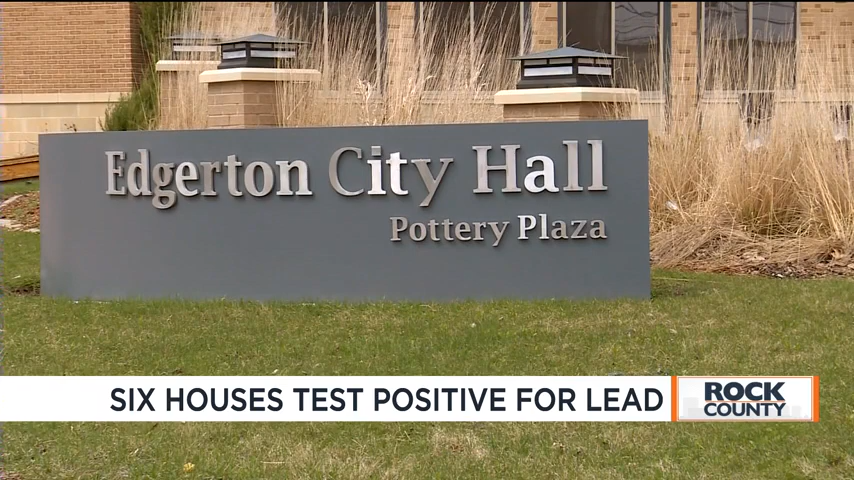 Edgerton City Hall
Pottery Plaza
SIX HOUSES TEST POSITIVE FOR LEAD
ROCK
COUNTY